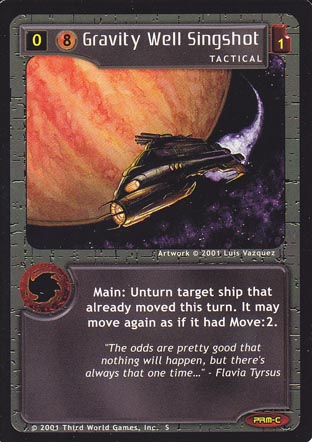 0 8 Gravity Well Singshot 1
TACTICAL
Artwork © 2001 Luis Vazquez
Main: Unturn target ship that
already moved this turn. It may
move again as if it had Move:2.
"The odds are pretty good that
nothing will happen, but there's
always that one time..." - Flavia Tyrsus
© 2001 Third World Games, Inc. S
PRM-C